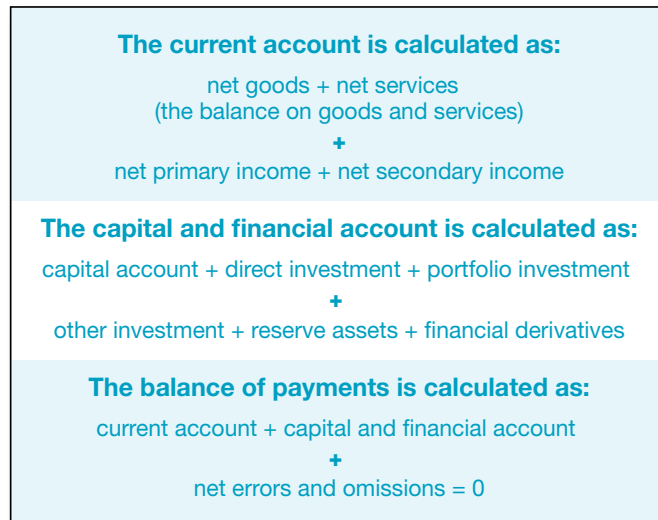 The current account is calculated as:
net goods + net services
(the balance on goods and services)
+
net primary income + net secondary income
The capital and financial account is calculated as:
capital account + direct investment + portfolio investment
+
other investment + reserve assets + financial derivatives
The balance of payments is calculated as:
current account + capital and financial account
+
net errors and omissions = 0